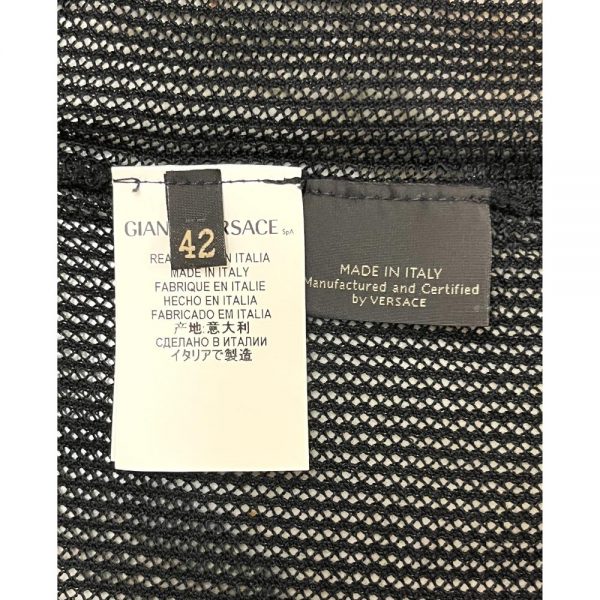 GIAN RSACE
SpA
42
REA IN ITALIA
MADE IN ITALY
FABRIQUE EN ITALIE
HECHO EN ITALIA
FABRICADO EM ITALIA
产地:意大利
СДЕЛАНО В ИТАЛИИ
イタリアで製造
MADE IN ITALY
Manufactured and Certified
by VERSACE